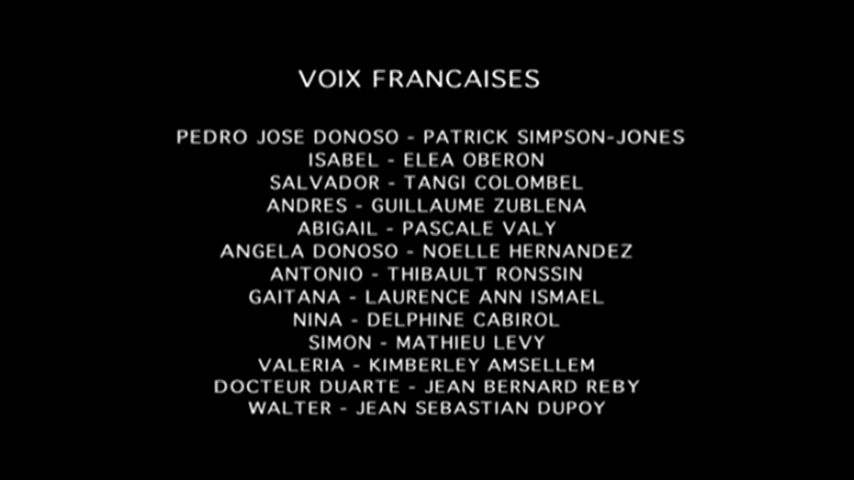 VOIX FRANCAISES
PEDRO JOSE DONOSO - PATRICK SIMPSON-JONES
ISABEL - ELEA OBERON
SALVADOR - TANGI COLOMBEL
ANDRES - GUILLAUME ZUBLENA
ABIGAIL - PASCALE VALY
ANGELA DONOSO - NOELLE HERNANDEZ
ANTONIO - THIBAULT RONSSIN
GAITANA - LAURENCE ANN ISMAEL
NINA - DELPHINE CABIROL
SIMON - MATHIEU LEVY
VALERIA - KIMBERLEY AMSELLEM
DOCTEUR DUARTE - JEAN BERNARD REBY
WALTER - JEAN SEBASTIAN DUPOY